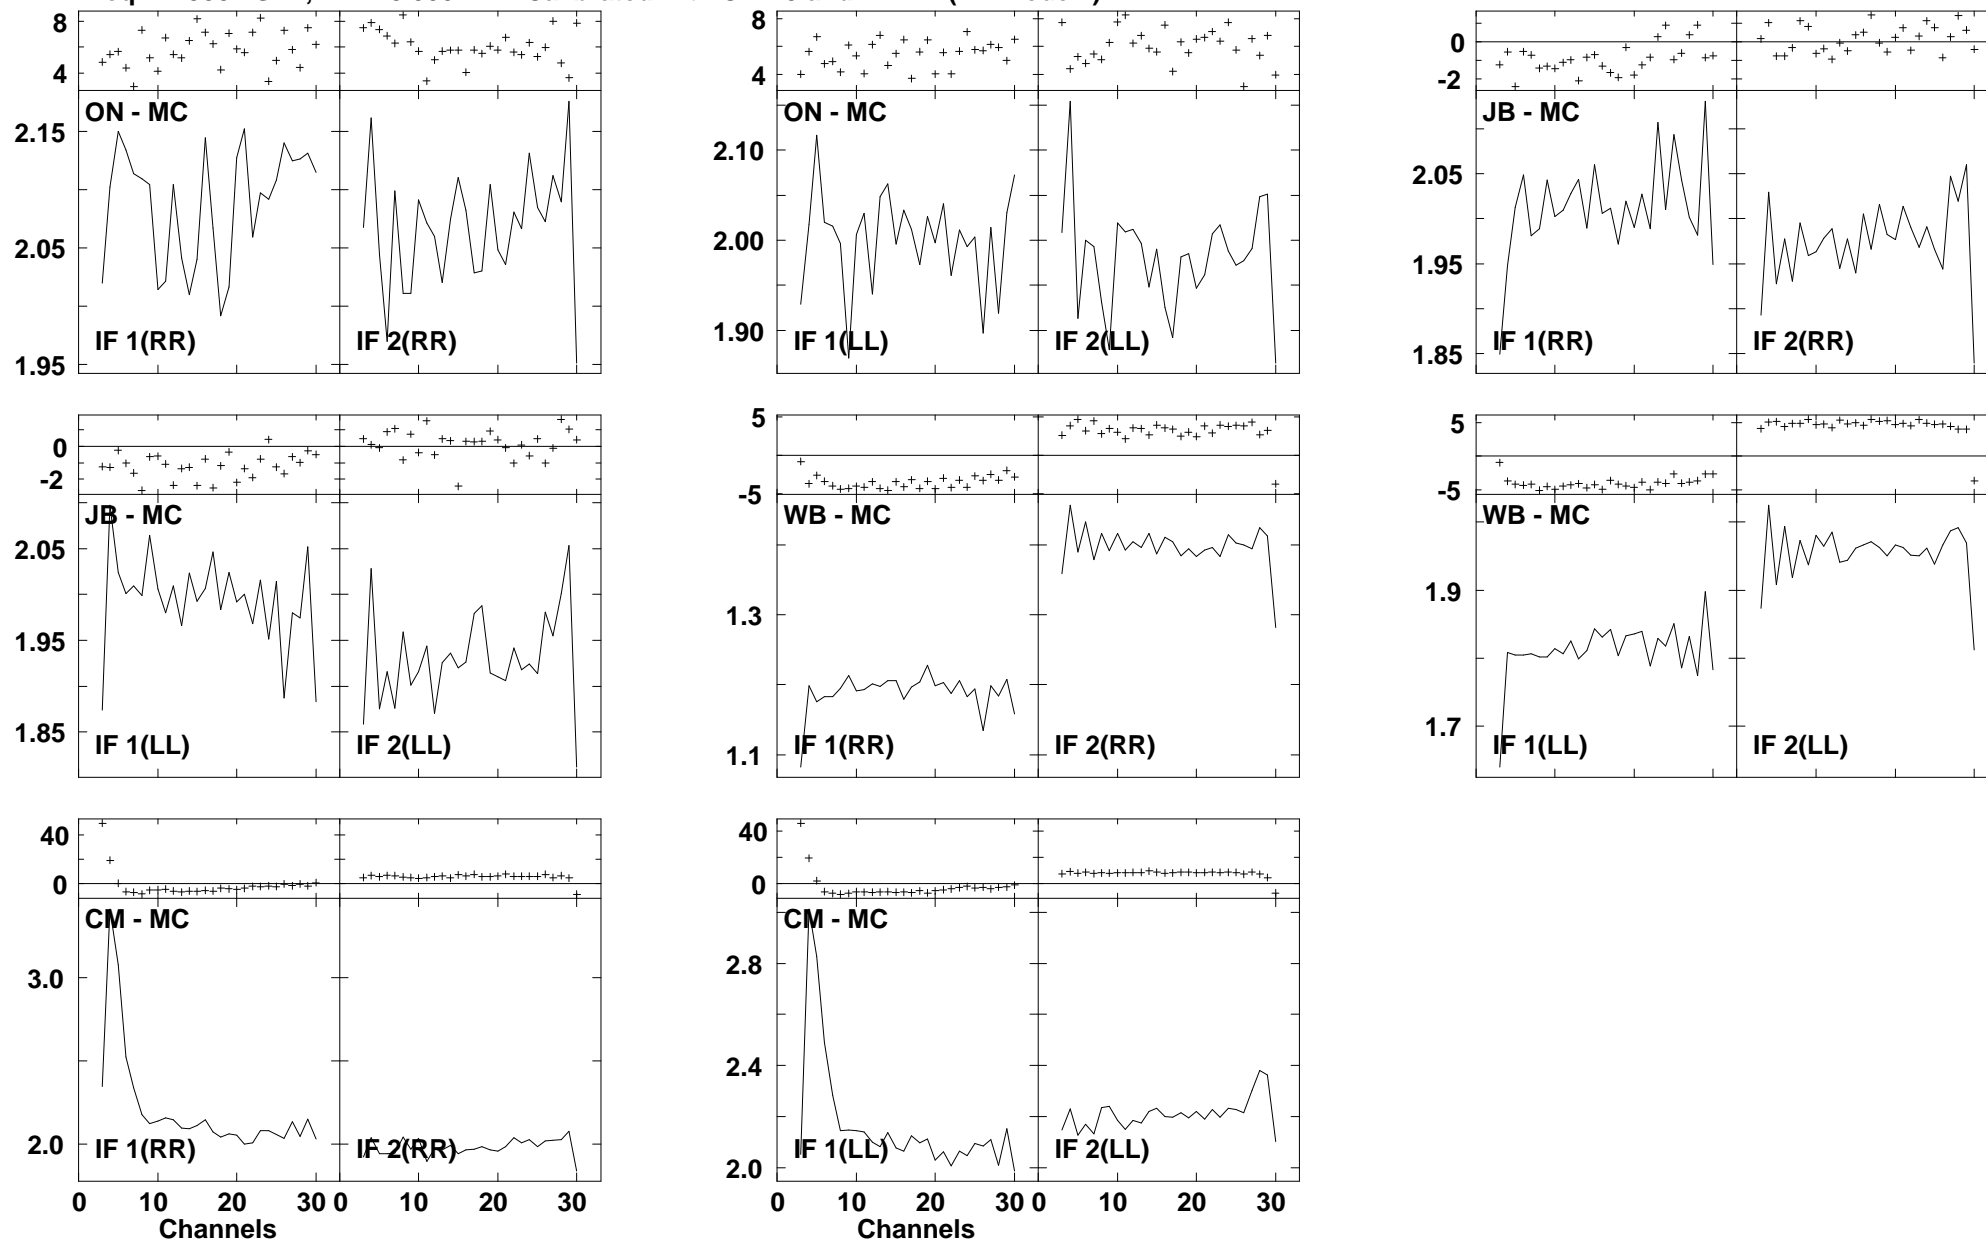 8 8 0
4 4 -2
ON - MC ON - MC JB - MC
2.15 2.10 2.05
2.05 2.00 1.95
1.95 1.90 1.85
IF 1(RR) IF 2(RR) IF 1(LL) IF 2(LL) IF 1(RR) IF 2(RR)
0 5 5
-2 -5 -5
JB - MC WB - MC WB - MC
2.05 1.3 1.9
1.95 1.1 1.7
1.85
IF 1(LL) IF 2(LL) IF 1(RR) IF 2(RR) IF 1(LL) IF 2(LL)
40 40
0 0
CM - MC CM - MC
3.0 2.8
2.0 2.4
2.0
IF 1(RR) IF 2(RR) IF 1(LL) IF 2(LL)
0 10 20 30 0 10 20 30 0 10 20 30 0 10 20 30
Channels Channels